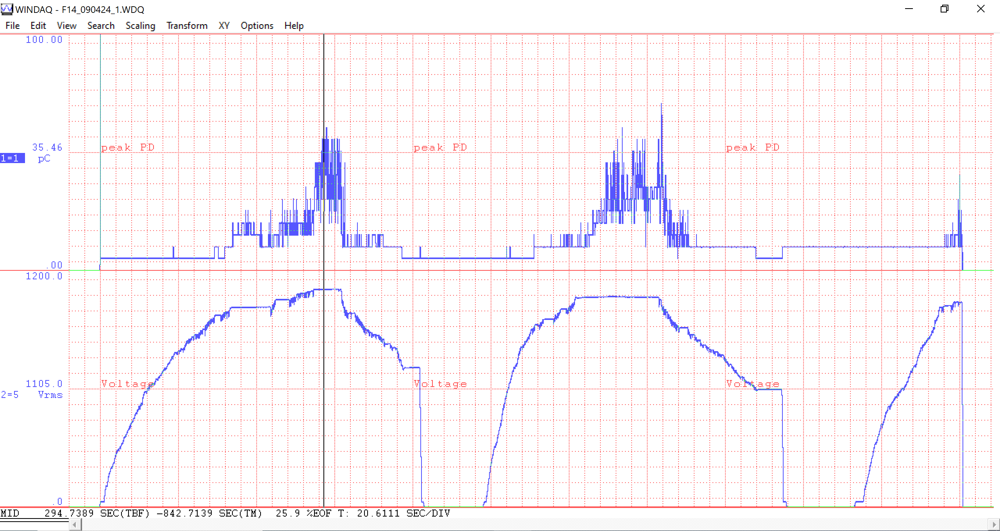 WINDAQ - F14_090424_1.WDQ
File Edit View Search Scaling Transform XY Options Help
100.00
35.46 peak PD peak PD peak PD
1=1 pC
.00
1200.0
1105.0 Voltage Voltage Voltage
2=5 Vrms
.0
MID 294.7389 SEC(TBF) -842.7139 SEC(TM) 25.9 %EOF T: 20.6111 SEC/DIV